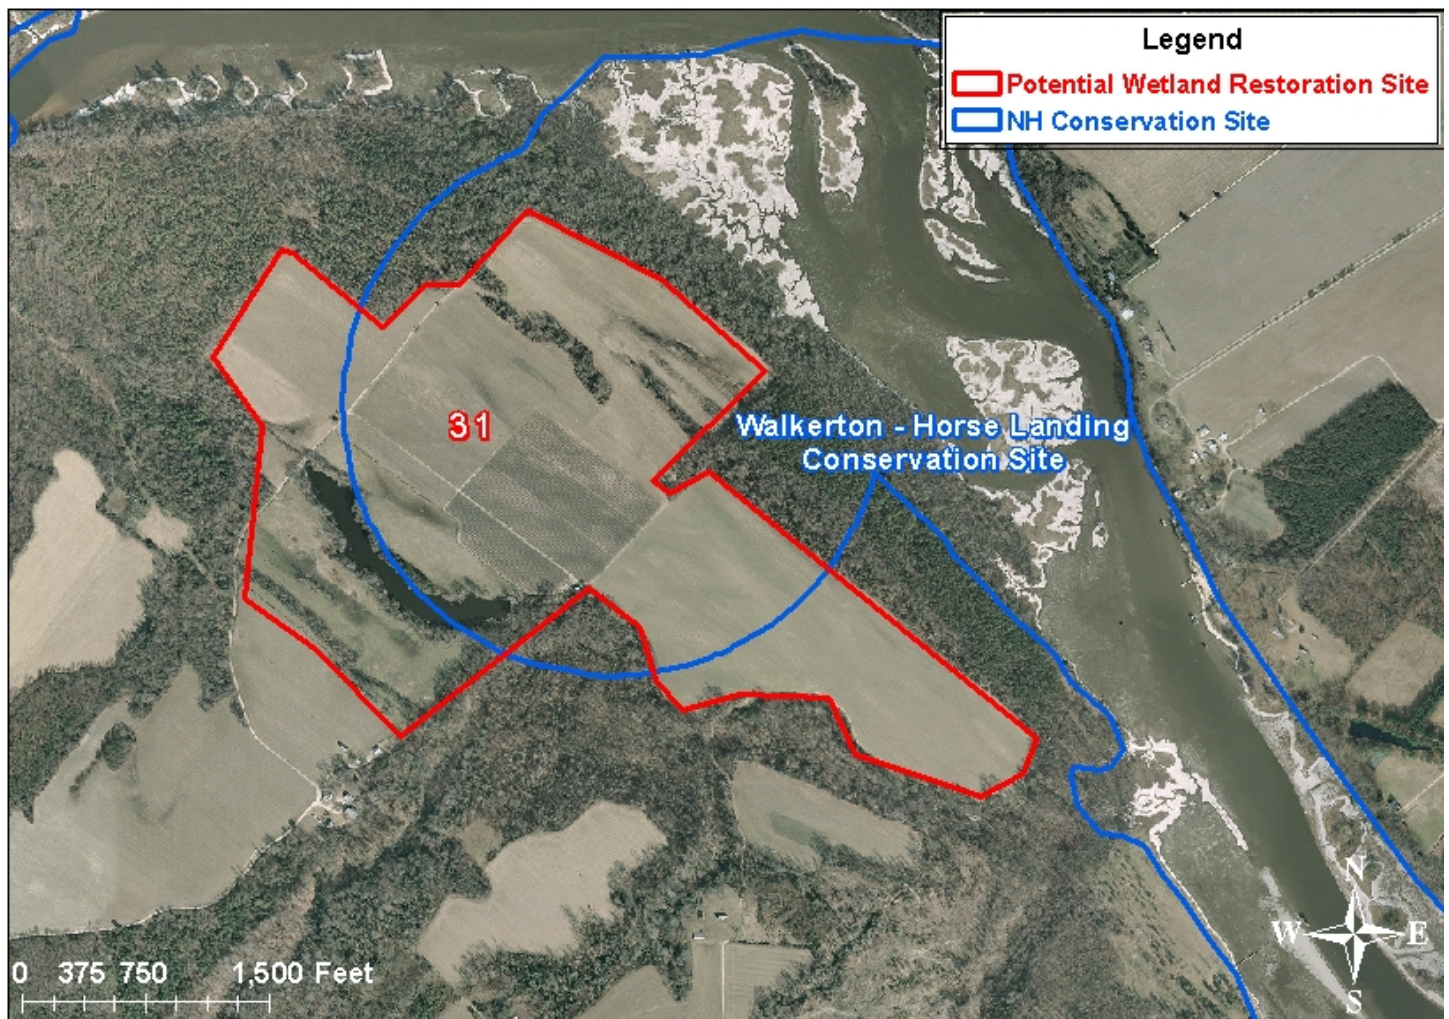 Legend
Potential Wetland Restoration Site
NH Conservation Site
31
Walkerton - Horse Landing
Conservation Site
N
W E
S
0 375 750 1,500 Feet